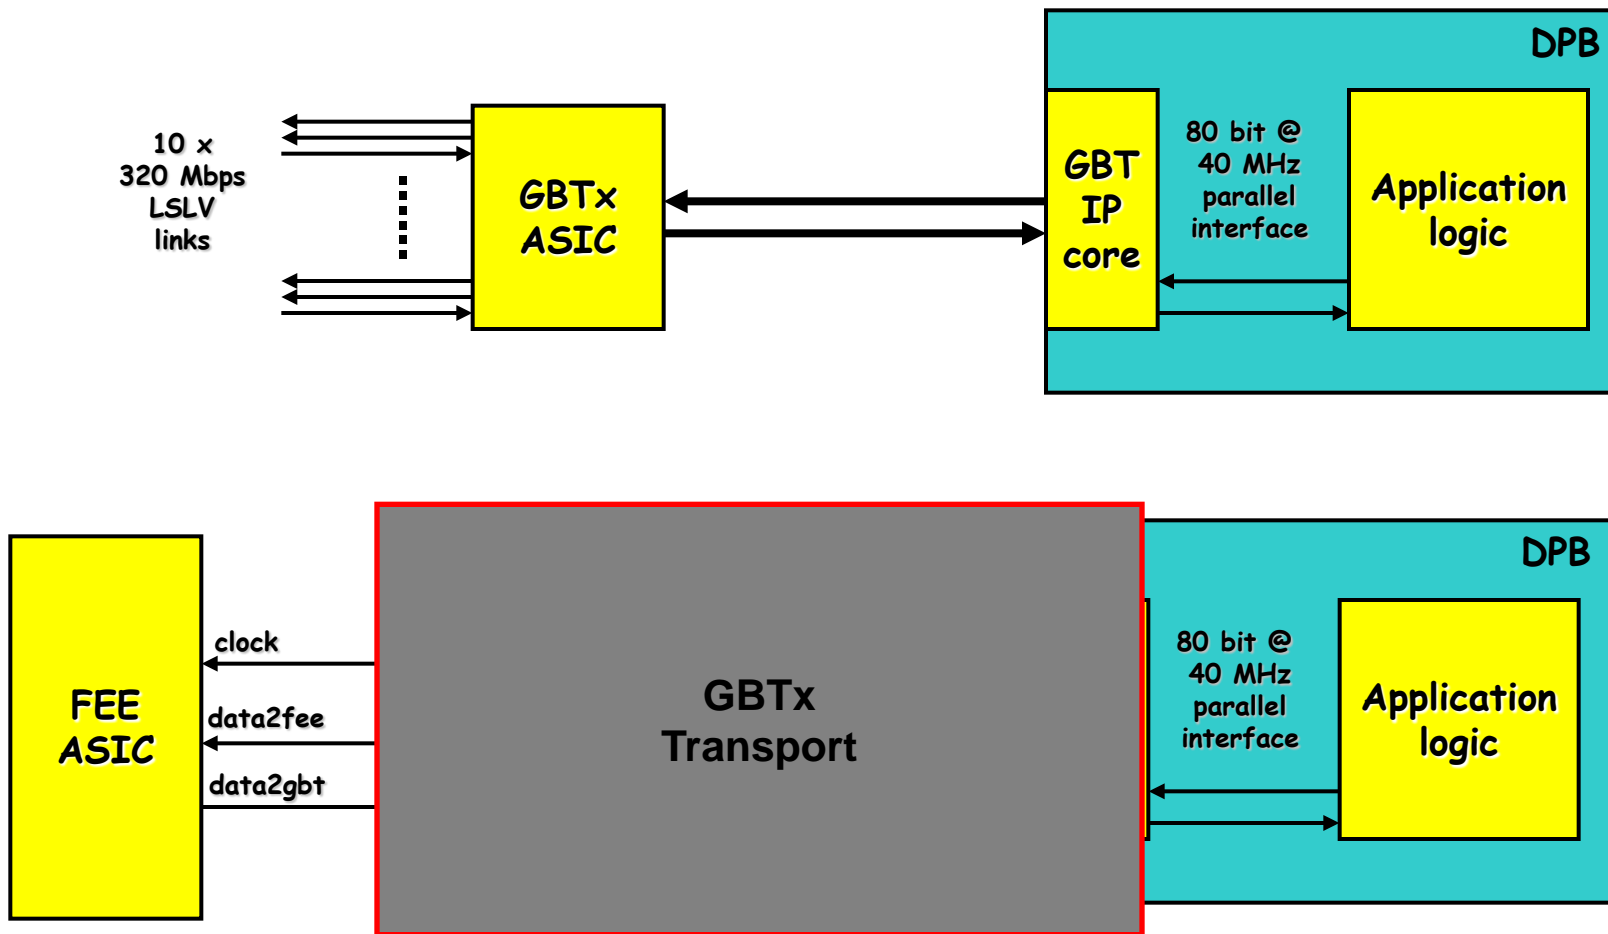 DPB
10 x
320 Mbps
LSLV
links
GBTx
ASIC
GBT
IP
core
80 bit @
40 MHz
parallel
interface
Application
logic
DPB
FEE
ASIC
clock
data2fee
data2gbt
GBTx
Transport
80 bit @
40 MHz
parallel
interface
Application
logic